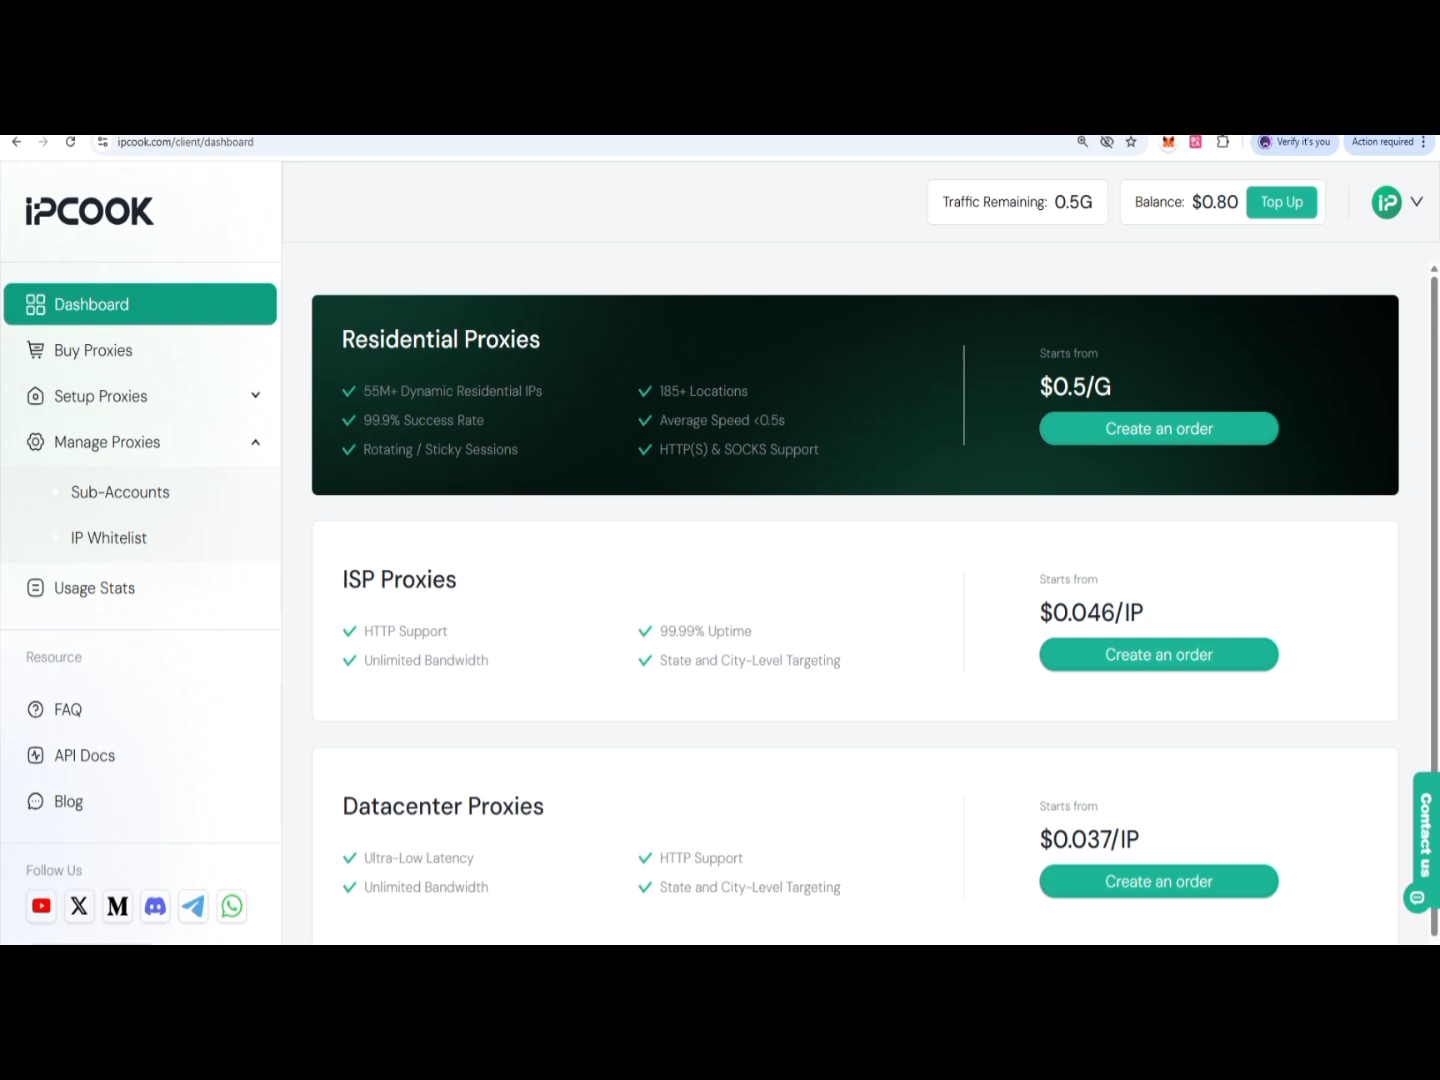 ipcook.com/client/dashboard
Verify it's you
Action required
iPCOOK
Traffic Remaining: 0.5G
Balance: $0.80
Top Up
iP
Dashboard
Buy Proxies
Setup Proxies
Manage Proxies
Sub-Accounts
IP Whitelist
Usage Stats
Resource
FAQ
API Docs
Blog
Follow Us
Residential Proxies
55M+ Dynamic Residential IPs
185+ Locations
99.9% Success Rate
Average Speed <0.5s
Rotating / Sticky Sessions
HTTP(S) & SOCKS Support
Starts from
$0.5/G
Create an order
ISP Proxies
HTTP Support
99.99% Uptime
Unlimited Bandwidth
State and City-Level Targeting
Starts from
$0.046/IP
Create an order
Datacenter Proxies
Ultra-Low Latency
HTTP Support
Unlimited Bandwidth
State and City-Level Targeting
Starts from
$0.037/IP
Create an order
Contact us